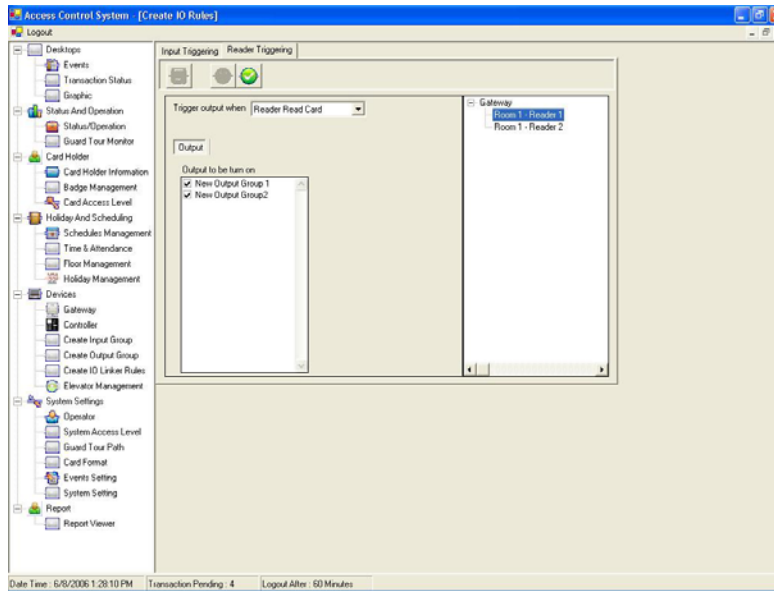 Access Control System - [Create IO Rules]
Logout
Desktops
Events
Transaction Status
Graphic
Status And Operation
Status/Operation
Guard Tour Monitor
Card Holder
Card Holder Information
Badge Management
Card Access Level
Holiday And Scheduling
Schedules Management
Time & Attendance
Floor Management
Holiday Management
Devices
Gateway
Controller
Create Input Group
Create Output Group
Create IO Linker Rules
Elevator Management
System Settings
Operator
System Access Level
Guard Tour Path
Card Format
Events Setting
System Setting
Report
Report Viewer
Input Triggering Reader Triggering
Trigger output when Reader Read Card
Output
Output to be turn on
New Output Group 1
New Output Group2
Gateway
Room 1 - Reader 1
Room 1 - Reader 2
Date Time : 6/8/2006 1:28:10 PM Transaction Pending : 4 Logout After : 60 Minutes